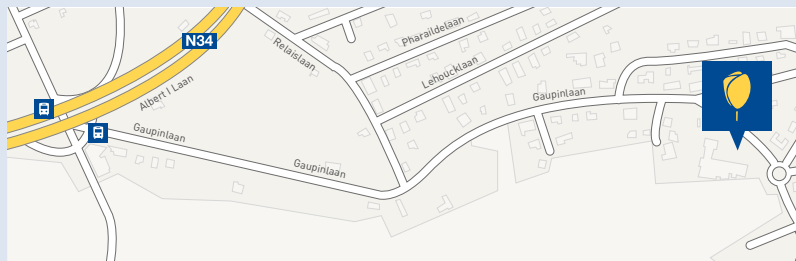 N34
Pharaildelaan
Relaislaan
Lehoucklaan
Albert I Laan
Gaupinlaan
Gaupinlaan
Gaupinlaan